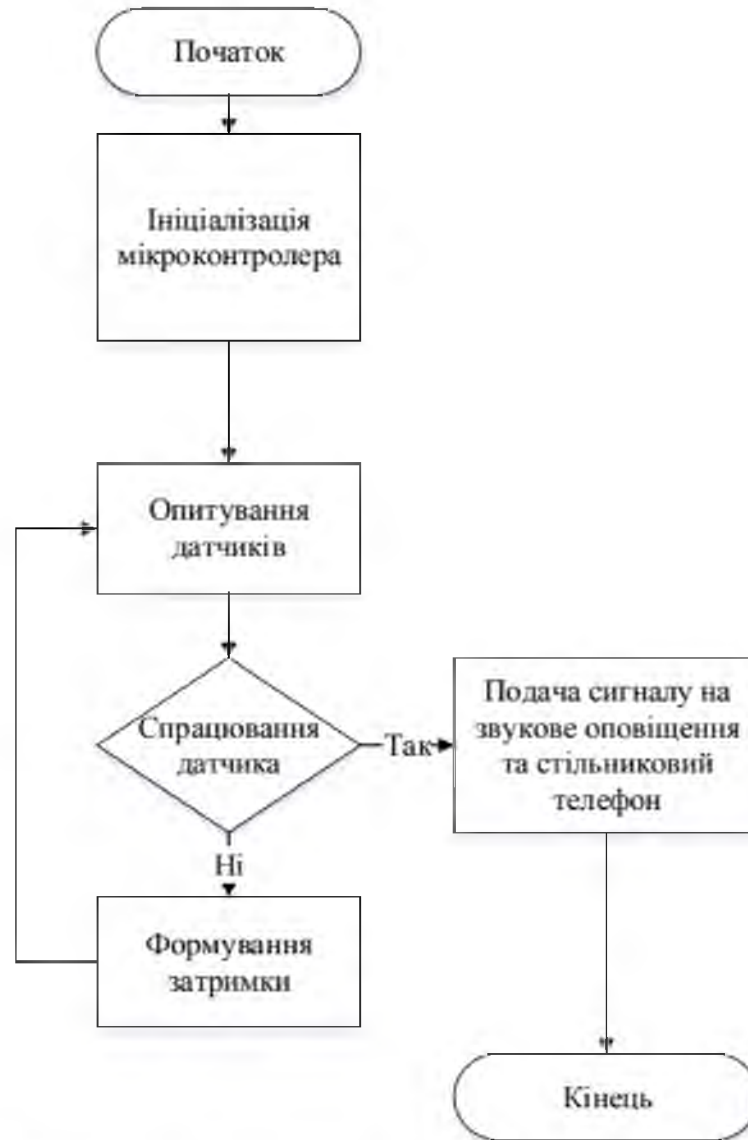 Початок
Ініціалізація
мікроконтролера
Опитування
датчиків
Спрацювання
датчика
Так
Подача сигналу на
звукове оповіщення
та стільниковий
телефон
Ні
Формування
затримки
Кінець